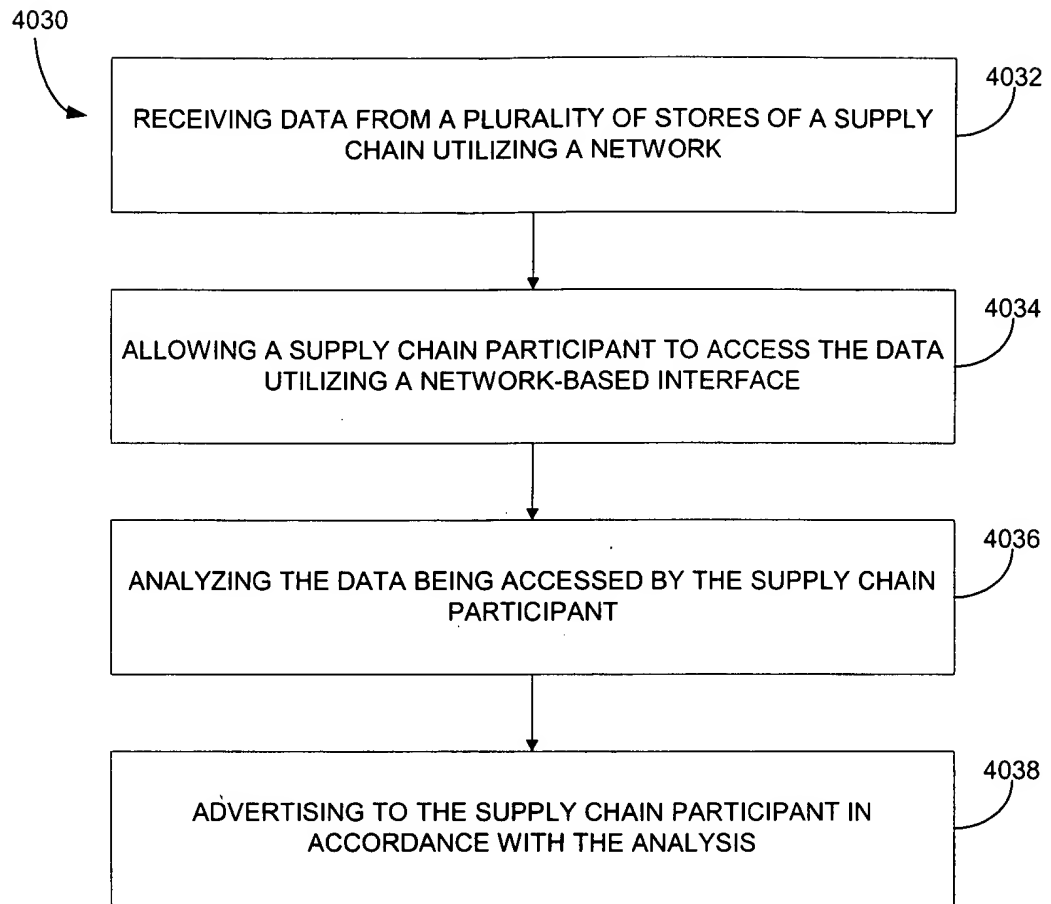 4030
4032
RECEIVING DATA FROM A PLURALITY OF STORES OF A SUPPLY
CHAIN UTILIZING A NETWORK
4034
ALLOWING A SUPPLY CHAIN PARTICIPANT TO ACCESS THE DATA
UTILIZING A NETWORK-BASED INTERFACE
4036
ANALYZING THE DATA BEING ACCESSED BY THE SUPPLY CHAIN
PARTICIPANT
4038
ADVERTISING TO THE SUPPLY CHAIN PARTICIPANT IN
ACCORDANCE WITH THE ANALYSIS